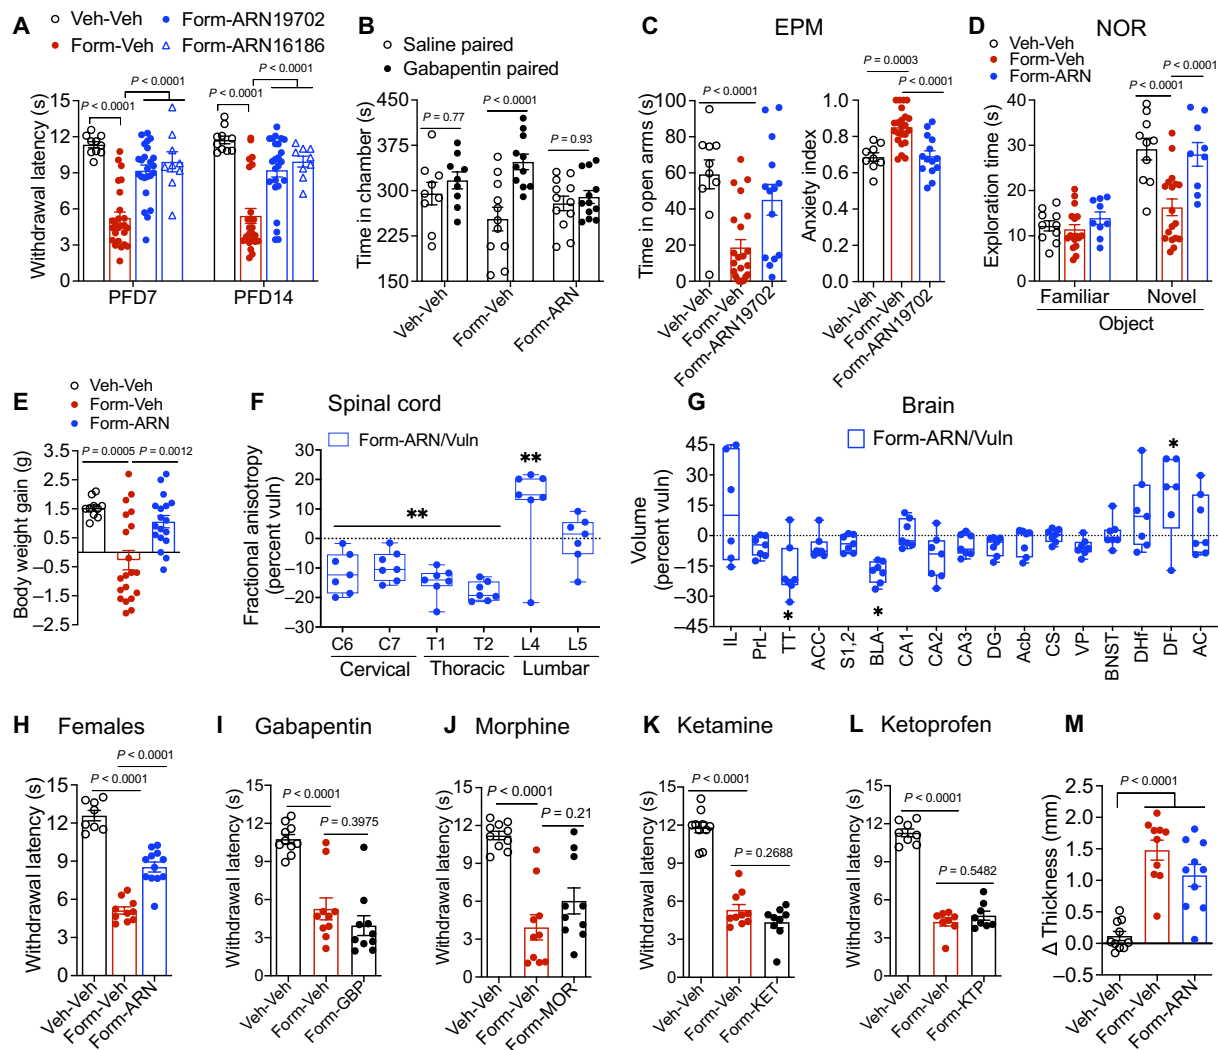 A
Veh-Veh
Form-ARN19702
Form-Veh
Form-ARN16186
P < 0.0001
P < 0.0001
P < 0.0001
P < 0.0001
Withdrawal latency (s)
15
12
9
6
3
0
PFD7
PFD14
B
Saline paired
Gabapentin paired
P = 0.77
P < 0.0001
P = 0.93
Time in chamber (s)
450
375
300
225
150
Veh-Veh
Form-Veh
Form-ARN
C
EPM
P < 0.0001
Time in open arms (s)
100
80
60
40
20
0
Veh-Veh
Form-Veh
Form-ARN19702
P = 0.0003
P < 0.0001
Anxiety index
1.0
0.8
0.6
0.4
0.2
0.0
Veh-Veh
Form-Veh
Form-ARN19702
D
NOR
Veh-Veh
Form-Veh
Form-ARN
P < 0.0001
P < 0.0001
Exploration time (s)
40
30
20
10
0
Familiar
Novel
Object
E
Veh-Veh
Form-Veh
Form-ARN
P = 0.0005
P = 0.0012
Body weight gain (g)
2.5
1.5
0.5
–0.5
–1.5
–2.5
F
Spinal cord
Form-ARN/Vuln
**
**
Fractional anisotropy
(percent vuln)
30
20
10
0
–10
–20
–30
C6
C7
T1
T2
L4
L5
Cervical
Thoracic
Lumbar
G
Brain
Form-ARN/Vuln
*
*
*
Volume
(percent vuln)
45
30
15
0
–15
–30
–45
IL
PrL
TT
ACC
S1,2
BLA
CA1
CA2
CA3
DG
Acb
CS
VP
BNST
DHf
DF
AC
H
Females
P < 0.0001
P < 0.0001
Withdrawal latency (s)
15
12
9
6
3
0
Veh-Veh
Form-Veh
Form-ARN
I
Gabapentin
P < 0.0001
P = 0.3975
Withdrawal latency (s)
15
12
9
6
3
0
Veh-Veh
Form-Veh
Form-GBP
J
Morphine
P < 0.0001
P = 0.21
Withdrawal latency (s)
15
12
9
6
3
0
Veh-Veh
Form-Veh
Form-MOR
K
Ketamine
P < 0.0001
P = 0.2688
Withdrawal latency (s)
15
12
9
6
3
0
Veh-Veh
Form-Veh
Form-KET
L
Ketoprofen
P < 0.0001
P = 0.5482
Withdrawal latency (s)
15
12
9
6
3
0
Veh-Veh
Form-Veh
Form-KTP
M
P < 0.0001
Δ Thickness (mm)
2.5
2.0
1.5
1.0
0.5
0.0
–0.5
Veh-Veh
Form-Veh
Form-ARN